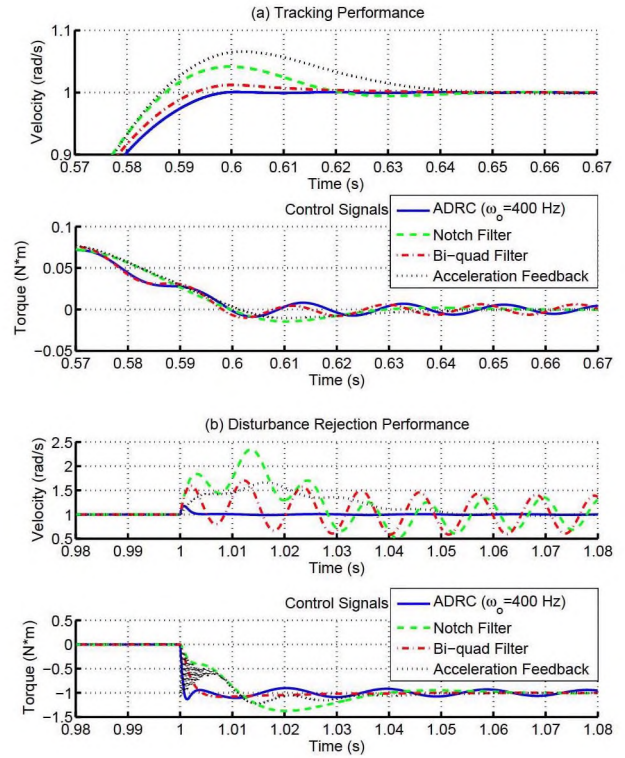 (a) Tracking Performance
1.1
1
0.9
Velocity (rad/s)
0.57 0.58 0.59 0.6 0.61 0.62 0.63 0.64 0.65 0.66 0.67
Time (s)
Control Signals
ADRC (ω_o=400 Hz)
Notch Filter
Bi-quad Filter
Acceleration Feedback
0.1
0.05
0
−0.05
Torque (N*m)
0.57 0.58 0.59 0.6 0.61 0.62 0.63 0.64 0.65 0.66 0.67
Time (s)
(b) Disturbance Rejection Performance
2.5
2
1.5
1
0.5
Velocity (rad/s)
0.98 0.99 1 1.01 1.02 1.03 1.04 1.05 1.06 1.07 1.08
Time (s)
Control Signals
ADRC (ω_o=400 Hz)
Notch Filter
Bi-quad Filter
Acceleration Feedback
0.5
0
−0.5
−1
−1.5
Torque (N*m)
0.98 0.99 1 1.01 1.02 1.03 1.04 1.05 1.06 1.07 1.08
Time (s)